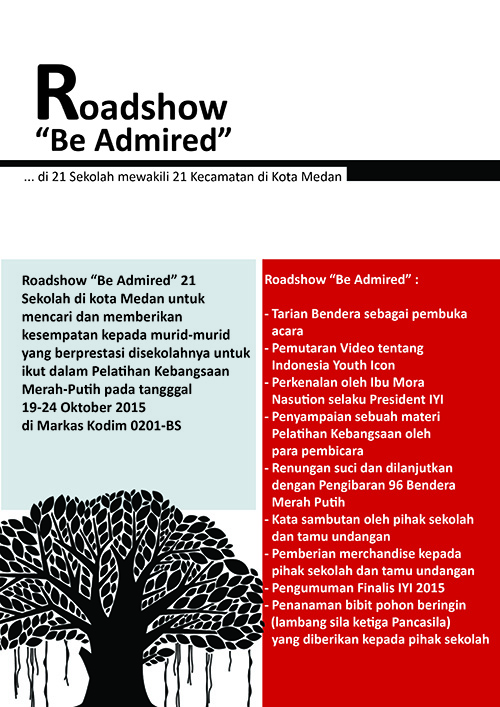 Roadshow
“Be Admired”
... di 21 Sekolah mewakili 21 Kecamatan di Kota Medan
Roadshow “Be Admired” 21
Sekolah di kota Medan untuk
mencari dan memberikan
kesempatan kepada murid-murid
yang berprestasi disekolahnya untuk
ikut dalam Pelatihan Kebangsaan
Merah-Putih pada tangggal
19-24 Oktober 2015
di Markas Kodim 0201-BS
Roadshow “Be Admired” :
- Tarian Bendera sebagai pembuka
acara
- Pemutaran Video tentang
Indonesia Youth Icon
- Perkenalan oleh Ibu Mora
Nasution selaku President IYI
- Penyampaian sebuah materi
Pelatihan Kebangsaan oleh
para pembicara
- Renungan suci dan dilanjutkan
dengan Pengibaran 96 Bendera
Merah Putih
- Kata sambutan oleh pihak sekolah
dan tamu undangan
- Pemberian merchandise kepada
pihak sekolah dan tamu undangan
- Pengumuman Finalis IYI 2015
- Penanaman bibit pohon beringin
(lambang sila ketiga Pancasila)
yang diberikan kepada pihak sekolah